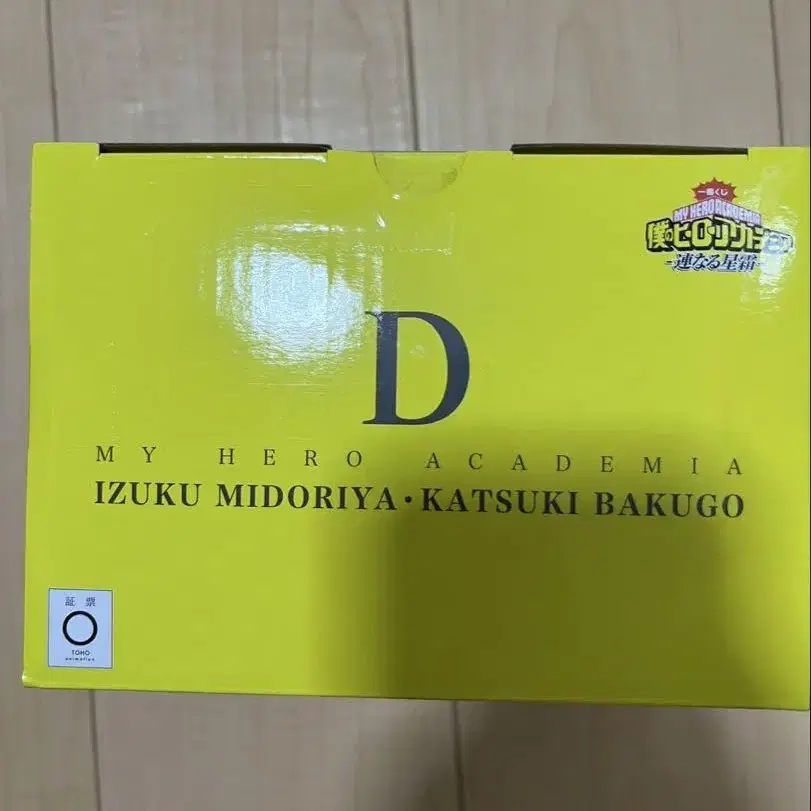 一番くじ
MY HERO ACADEMIA
僕のヒーローアカデミア
-連なる星霜-
D
MY HERO ACADEMIA
IZUKU MIDORIYA・KATSUKI BAKUGO
証 票
TOHO
animation